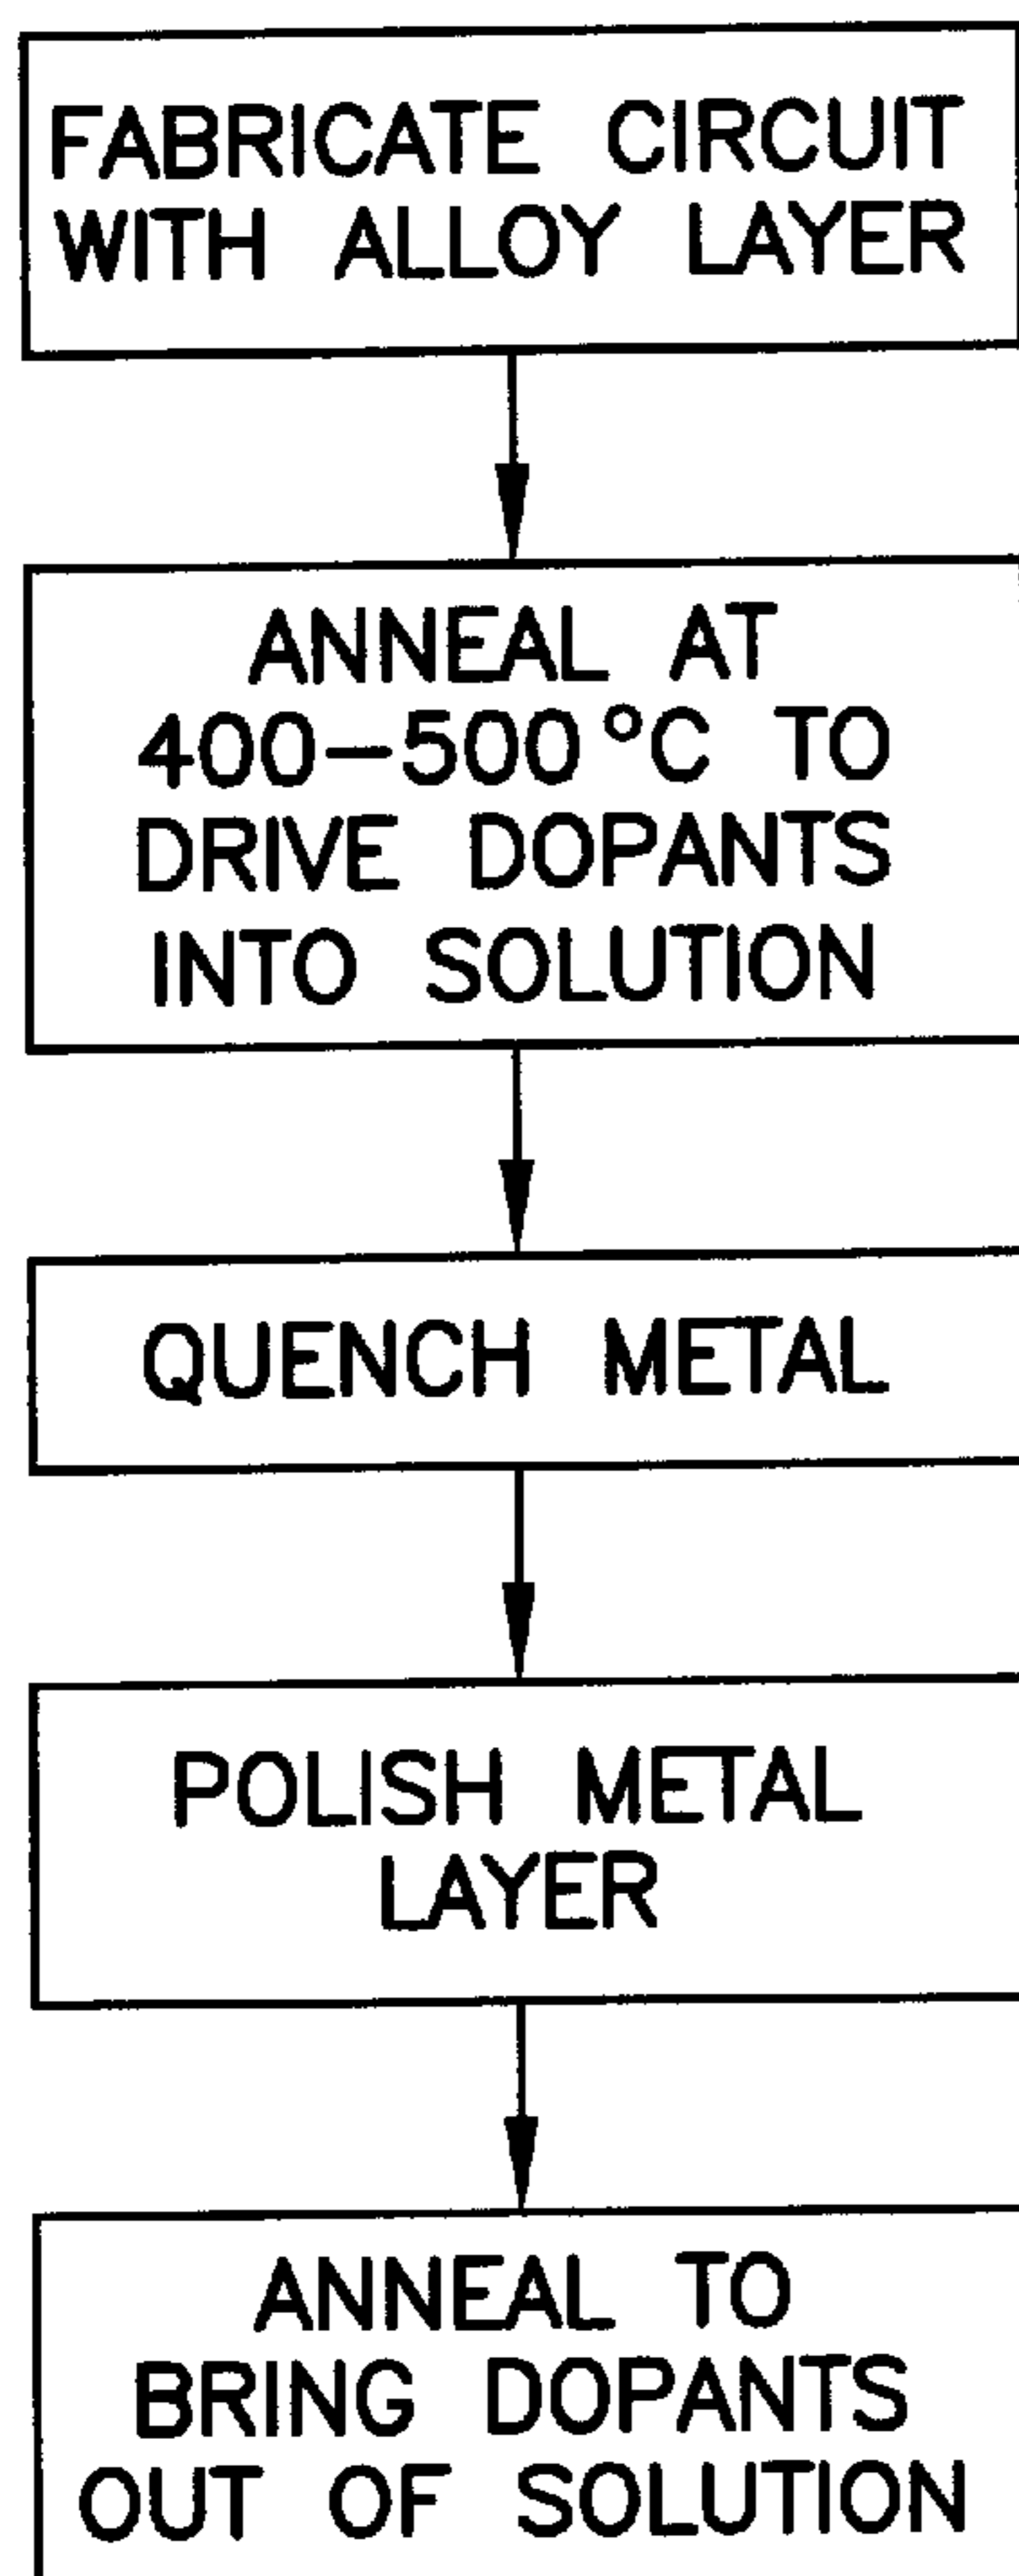 FABRICATE CIRCUIT
WITH ALLOY LAYER
ANNEAL AT
400-500°C TO
DRIVE DOPANTS
INTO SOLUTION
QUENCH METAL
POLISH METAL
LAYER
ANNEAL TO
BRING DOPANTS
OUT OF SOLUTION